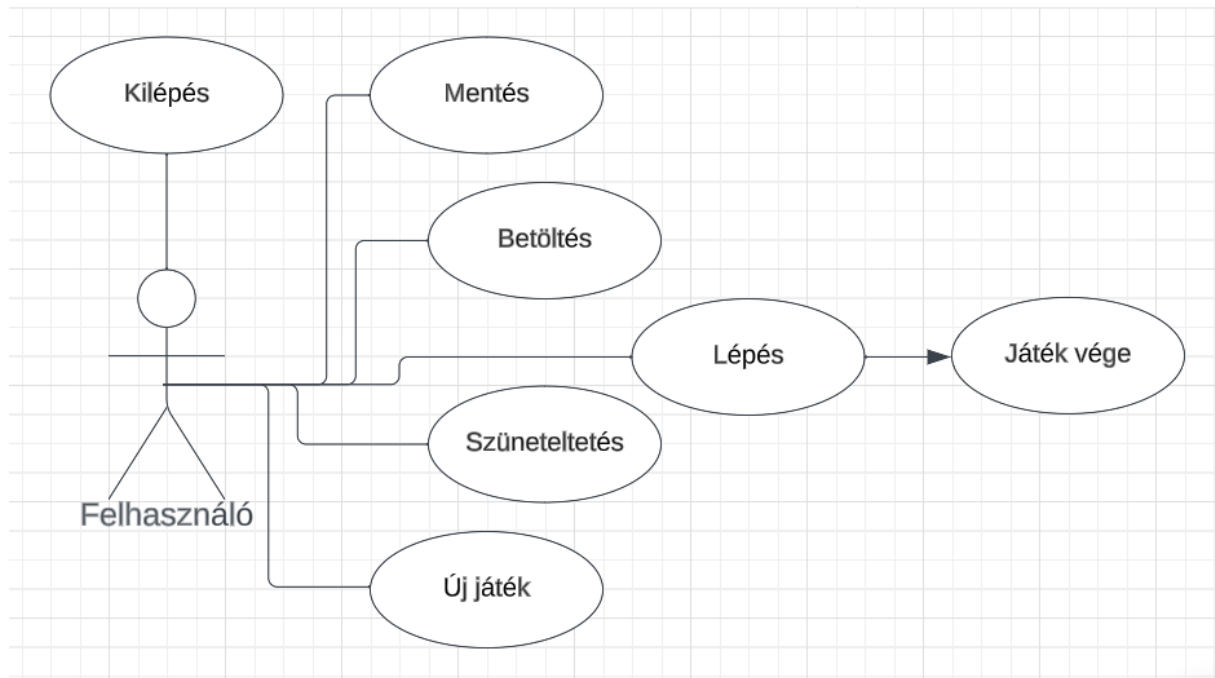 Kilépés
Mentés
Betöltés
Lépés
Játék vége
Szüneteltetés
Felhasználó
Új játék